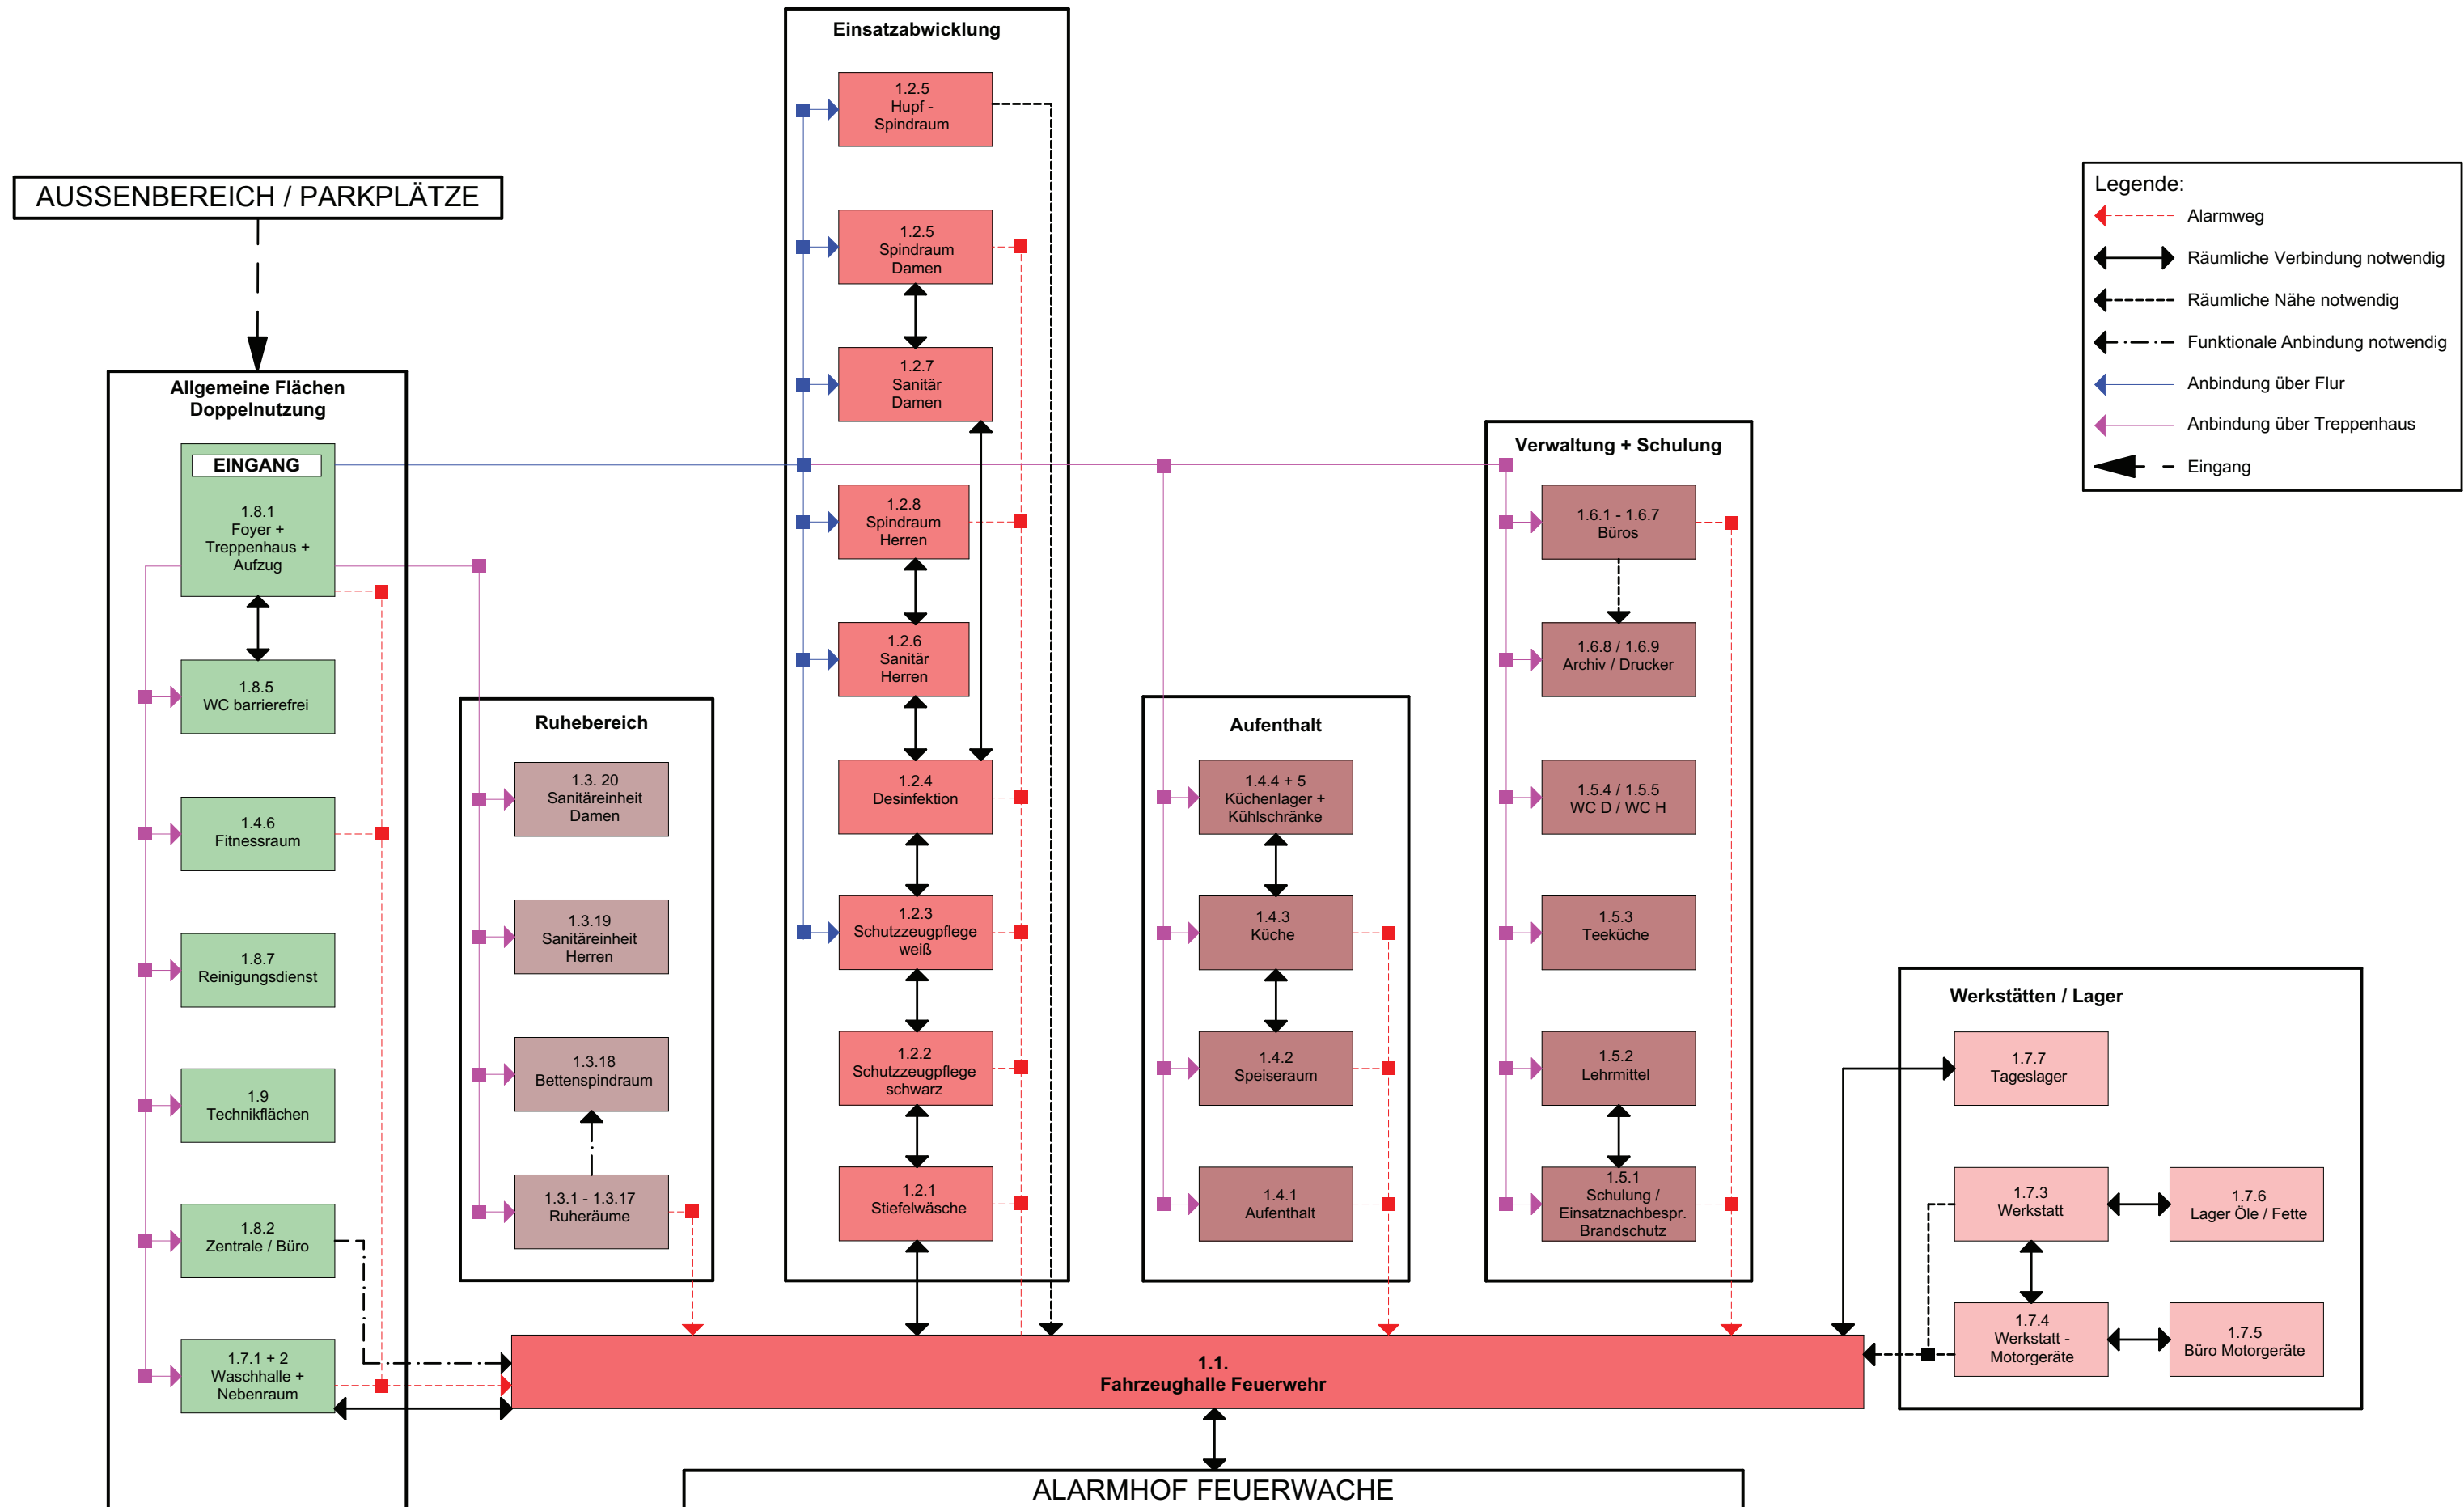 AUSSENBEREICH / PARKPLÄTZE
Allgemeine Flächen
Doppelnutzung
EINGANG
1.8.1
Foyer +
Treppenhaus +
Aufzug
1.8.5
WC barrierefrei
1.4.6
Fitnessraum
1.8.7
Reinigungsdienst
1.9
Technikflächen
1.8.2
Zentrale / Büro
1.7.1 + 2
Waschhalle +
Nebenraum
Ruhebereich
1.3. 20
Sanitäreinheit
Damen
1.3.19
Sanitäreinheit
Herren
1.3.18
Bettenspindraum
1.3.1 - 1.3.17
Ruheräume
Einsatzabwicklung
1.2.5
Hupf -
Spindraum
1.2.5
Spindraum
Damen
1.2.7
Sanitär
Damen
1.2.8
Spindraum
Herren
1.2.6
Sanitär
Herren
1.2.4
Desinfektion
1.2.3
Schutzzeugpflege
weiß
1.2.2
Schutzzeugpflege
schwarz
1.2.1
Stiefelwäsche
Aufenthalt
1.4.4 + 5
Küchenlager +
Kühlschränke
1.4.3
Küche
1.4.2
Speiseraum
1.4.1
Aufenthalt
Verwaltung + Schulung
1.6.1 - 1.6.7
Büros
1.6.8 / 1.6.9
Archiv / Drucker
1.5.4 / 1.5.5
WC D / WC H
1.5.3
Teeküche
1.5.2
Lehrmittel
1.5.1
Schulung /
Einsatznachbespr.
Brandschutz
Legende:
Alarmweg
Räumliche Verbindung notwendig
Räumliche Nähe notwendig
Funktionale Anbindung notwendig
Anbindung über Flur
Anbindung über Treppenhaus
Eingang
Werkstätten / Lager
1.7.7
Tageslager
1.7.3
Werkstatt
1.7.6
Lager Öle / Fette
1.7.4
Werkstatt -
Motorgeräte
1.7.5
Büro Motorgeräte
1.1.
Fahrzeughalle Feuerwehr
ALARMHOF FEUERWACHE